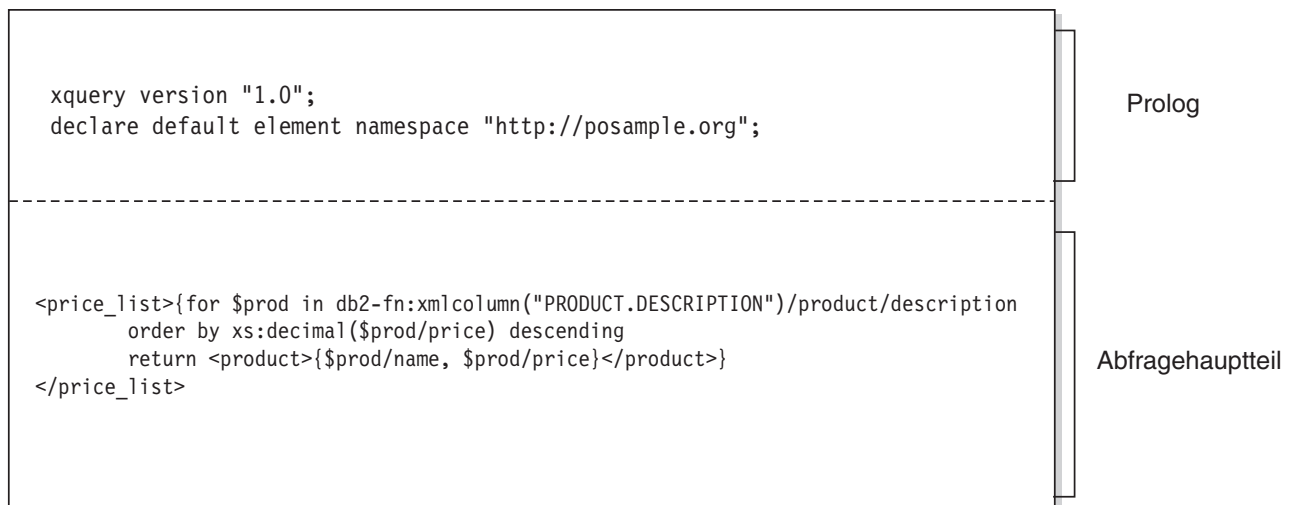 xquery version "1.0";
declare default element namespace "http://posample.org";
Prolog
<price_list>{for $prod in db2-fn:xmlcolumn("PRODUCT.DESCRIPTION")/product/description
order by xs:decimal($prod/price) descending
return <product>{$prod/name, $prod/price}</product>}
</price_list>
Abfragehauptteil